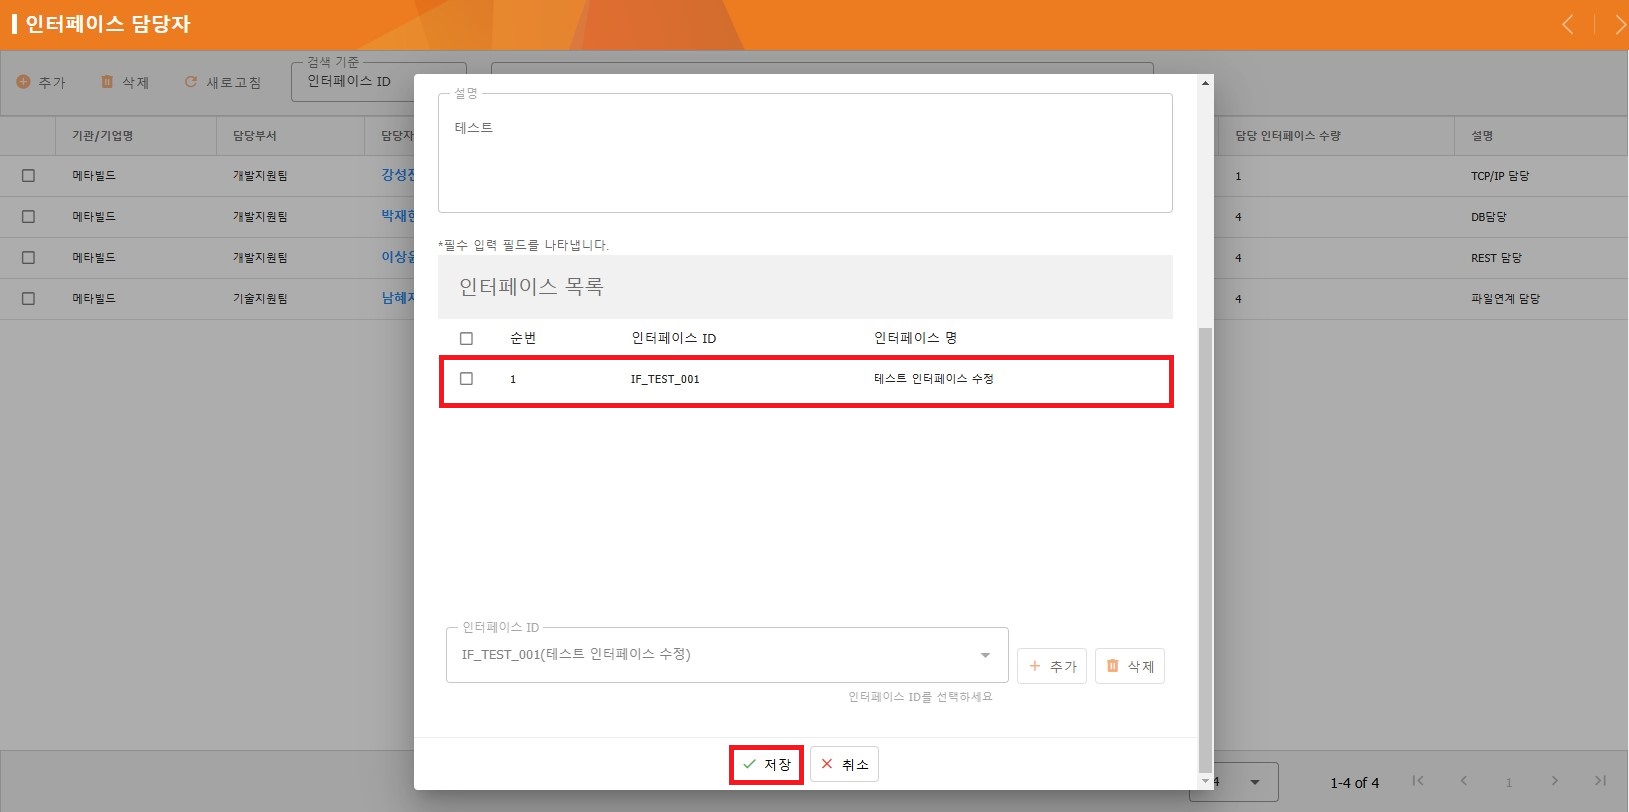 인터페이스 담당자
추가 삭제 새로고침 검색 기준 인터페이스 ID
기관/기업명 담당부서 담당자 담당 인터페이스 수량 설명
메타빌드 개발지원팀 1 TCP/IP 담당
메타빌드 개발지원팀 박재현 4 DB담당
메타빌드 개발지원팀 4 REST 담당
메타빌드 기술지원팀 4 파일연계 담당
설명
테스트
*필수 입력 필드를 나타냅니다.
인터페이스 목록
순번 인터페이스 ID 인터페이스 명
1 IF_TEST_001 테스트 인터페이스 수정
인터페이스 ID
IF_TEST_001(테스트 인터페이스 수정)
추가 삭제
인터페이스 ID를 선택하세요
저장 취소
4 1-4 of 4 1